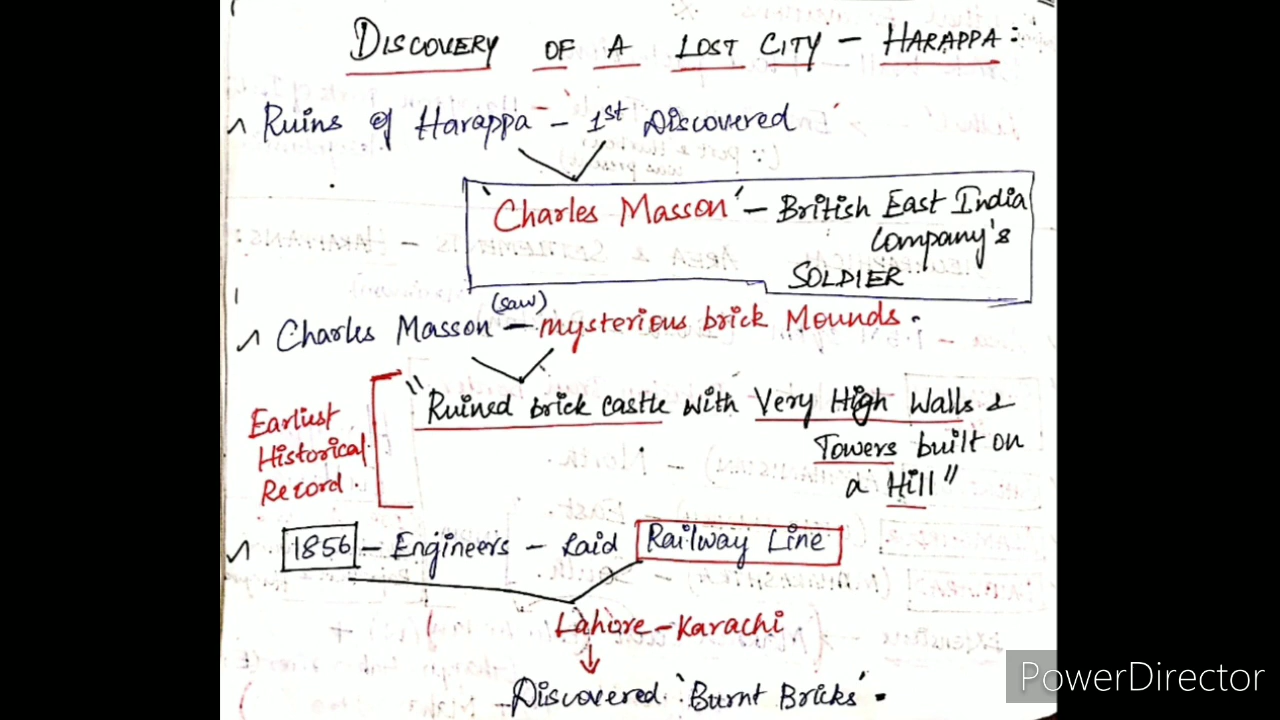 DISCOVERY OF A LOST CITY - HARAPPA:
Ruins of Harappa - 1st Discovered
'Charles Masson' - British East India
Company's
SOLDIER
(saw)
Charles Masson - mysterious brick Mounds.
"Ruined brick castle with Very High Walls &
Towers built on
a Hill"
Earliest
Historical
Record.
1856 - Engineers - Laid Railway Line
Lahore - Karachi
Discovered 'Burnt Bricks'.
PowerDirector